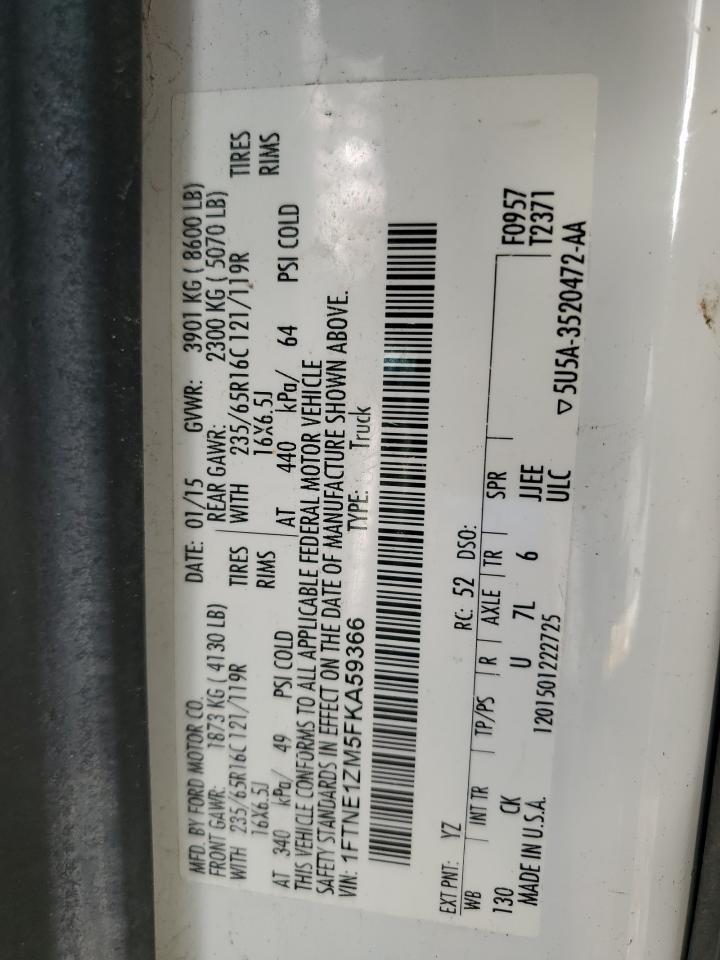 MFD. BY FORD MOTOR CO. DATE: 01/15 GVWR: 3901 KG ( 8600 LB)
FRONT GAWR: 1873 KG ( 4130 LB) REAR GAWR: 2300 KG ( 5070 LB)
WITH 235/65R16C 121/119R TIRES WITH 235/65R16C 121/119R TIRES
16X6.5J RIMS 16X6.5J RIMS
AT 340 kPa/ 49 PSI COLD AT 440 kPa/ 64 PSI COLD
THIS VEHICLE CONFORMS TO ALL APPLICABLE FEDERAL MOTOR VEHICLE
SAFETY STANDARDS IN EFFECT ON THE DATE OF MANUFACTURE SHOWN ABOVE.
VIN: 1FTNE1ZM5FKA59366 TYPE: Truck
EXT PNT: YZ RC: 52 DSO:
WB INT TR TP/PS R AXLE TR SPR F0957
130 CK U 7L 6 JJEE T2371
MADE IN U.S.A. 1201501222725 ULC
▽ 5U5A-3520472-AA